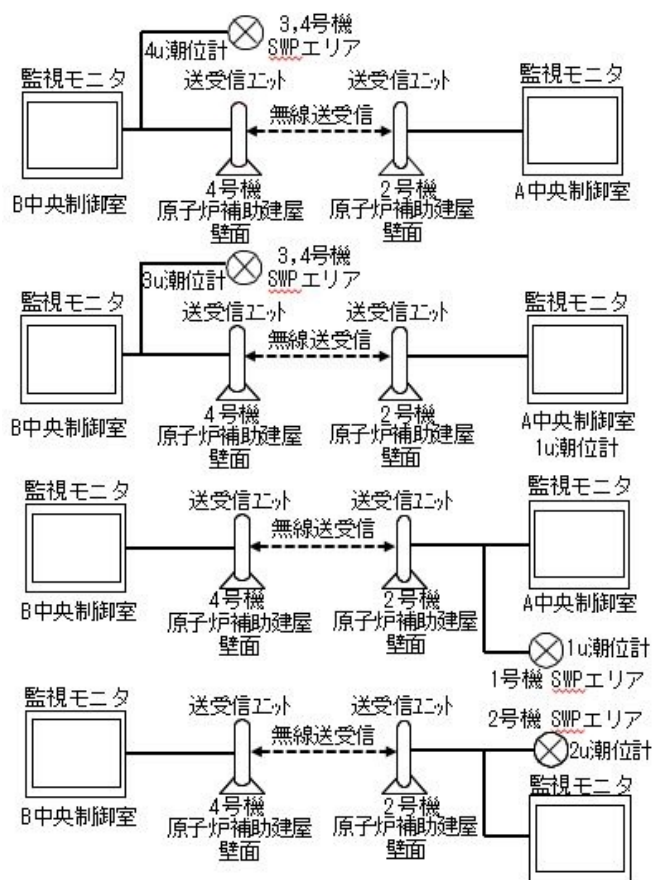 3,4号機
SWPエリア
4u潮位計
監視モニタ
送受信ユニット
送受信ユニット
監視モニタ
無線送受信
B中央制御室
4号機
原子炉補助建屋
壁面
2号機
原子炉補助建屋
壁面
A中央制御室
3,4号機
SWPエリア
3u潮位計
監視モニタ
送受信ユニット
送受信ユニット
監視モニタ
無線送受信
B中央制御室
4号機
原子炉補助建屋
壁面
2号機
原子炉補助建屋
壁面
A中央制御室
1u潮位計
監視モニタ
送受信ユニット
送受信ユニット
監視モニタ
無線送受信
B中央制御室
4号機
原子炉補助建屋
壁面
2号機
原子炉補助建屋
壁面
A中央制御室
1u潮位計
1号機 SWPエリア
2号機 SWPエリア
監視モニタ
送受信ユニット
送受信ユニット
無線送受信
2u潮位計
監視モニタ
B中央制御室
4号機
原子炉補助建屋
壁面
2号機
原子炉補助建屋
壁面